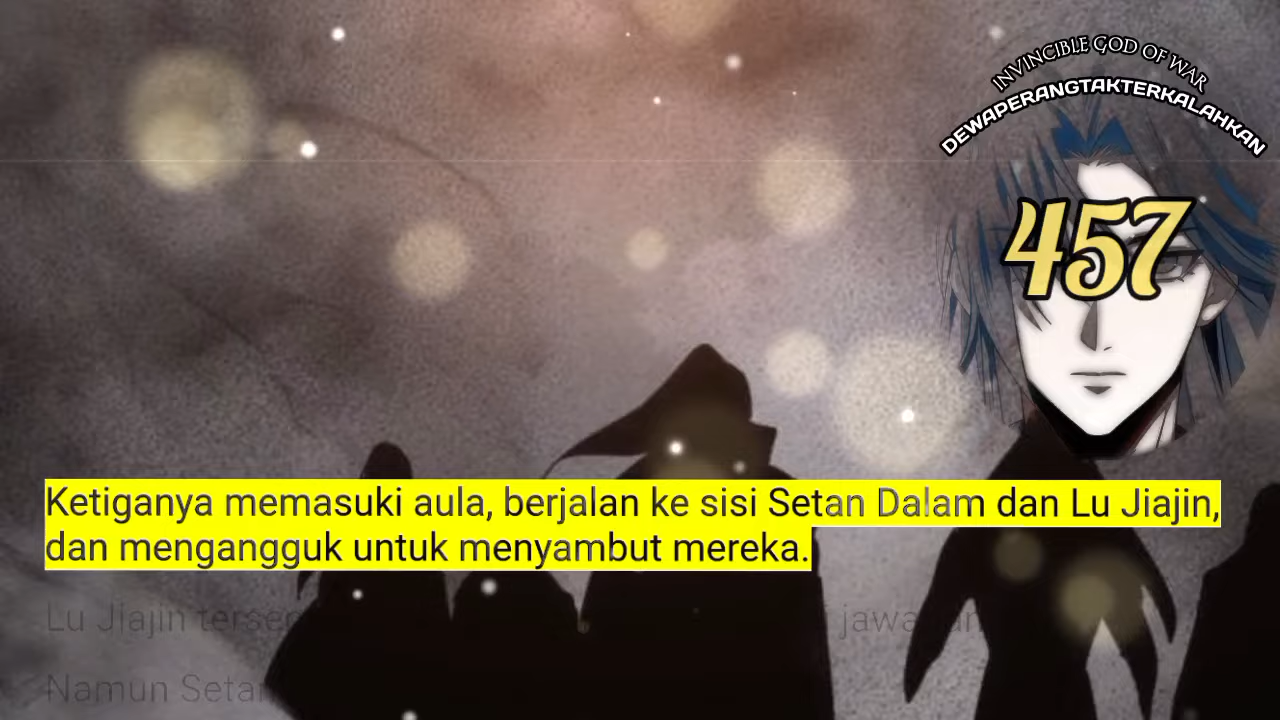 INVINCIBLE GOD OF WAR
DEWAPERANGTAKTERKALAHKAN
457
Ketiganya memasuki aula, berjalan ke sisi Setan Dalam dan Lu Jiajin,
dan mengangguk untuk menyambut mereka.
Lu Jiajin
Namun